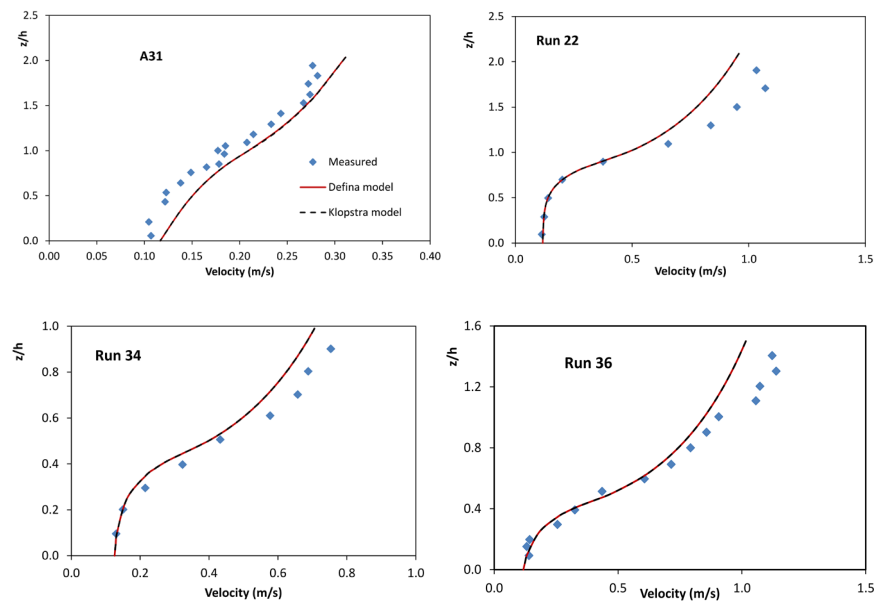 z/h
2.5
2.0
1.5
1.0
0.5
0.0
A31
Measured
Defina model
Klopstra model
0.00 0.05 0.10 0.15 0.20 0.25 0.30 0.35 0.40
Velocity (m/s)
z/h
2.5
2.0
1.5
1.0
0.5
0.0
Run 22
0.0 0.5 1.0 1.5
Velocity (m/s)
z/h
1.0
0.8
0.6
0.4
0.2
0.0
Run 34
0.0 0.2 0.4 0.6 0.8 1.0
Velocity (m/s)
z/h
1.6
1.2
0.8
0.4
0.0
Run 36
0.0 0.5 1.0 1.5
Velocity (m/s)